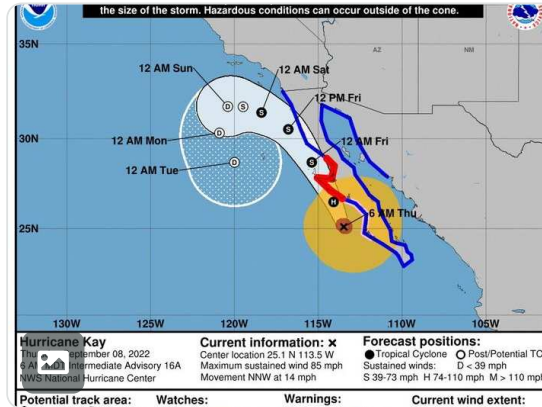 the size of the storm. Hazardous conditions can occur outside of the cone.
35N
AZ
NM
12 AM Sun
12 AM Sat
D
S
S
12 PM Fri
S
30N
12 AM Mon
D
12 AM Fri
S
12 AM Tue
D
H
6 AM Thu
25N
130W
125W
120W
115W
110W
105W
Hurricane Kay
Current information: x
Forecast positions:
Thu September 08, 2022
Center location 25.1 N 113.5 W
Tropical Cyclone
Post/Potential TC
6 AM MDT Intermediate Advisory 16A
Maximum sustained wind 85 mph
Sustained winds: D < 39 mph
NWS National Hurricane Center
Movement NNW at 14 mph
S 39-73 mph H 74-110 mph M > 110 mph
Potential track area:
Watches:
Warnings:
Current wind extent: